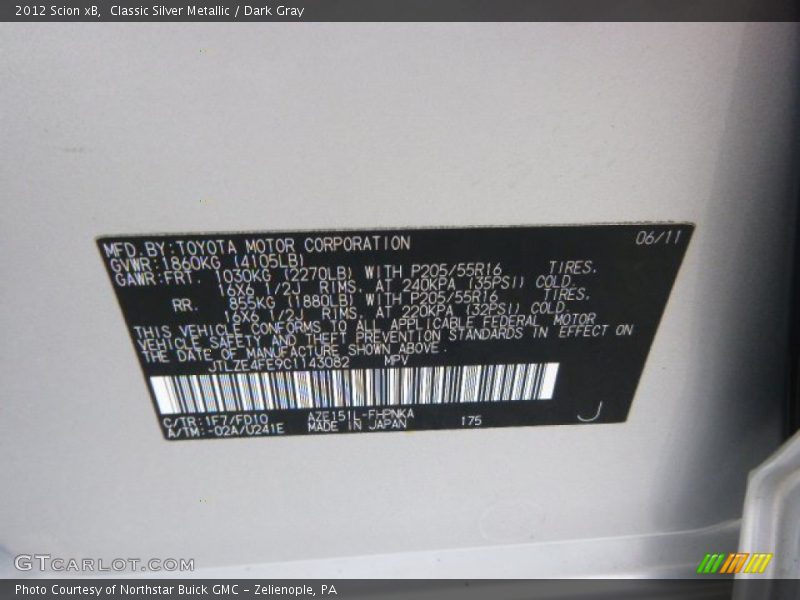 2012 Scion xB,  Classic Silver Metallic / Dark Gray
06/11
MFD.BY:TOYOTA MOTOR CORPORATION
GVWR:1860KG (4105LB)
GAWR:FRT. 1030KG (2270LB) WITH P205/55R16 TIRES.
16X6 1/2J RIMS. AT 240KPA (35PSI) COLD.
RR. 855KG (1880LB) WITH P205/55R16 TIRES.
16X6 1/2J RIMS. AT 220KPA (32PSI) COLD.
THIS VEHICLE CONFORMS TO ALL APPLICABLE FEDERAL MOTOR
VEHICLE SAFETY AND THEFT PREVENTION STANDARDS IN EFFECT ON
THE DATE OF MANUFACTURE SHOWN ABOVE.
JTLZE4FE9C1143082 MPV
C/TR:1F7/FD10 AZE151L-FHPNKA
A/TM:-02A/U241E MADE IN JAPAN 175
J
GTCARLOT.COM
Photo Courtesy of Northstar Buick GMC - Zelienople, PA